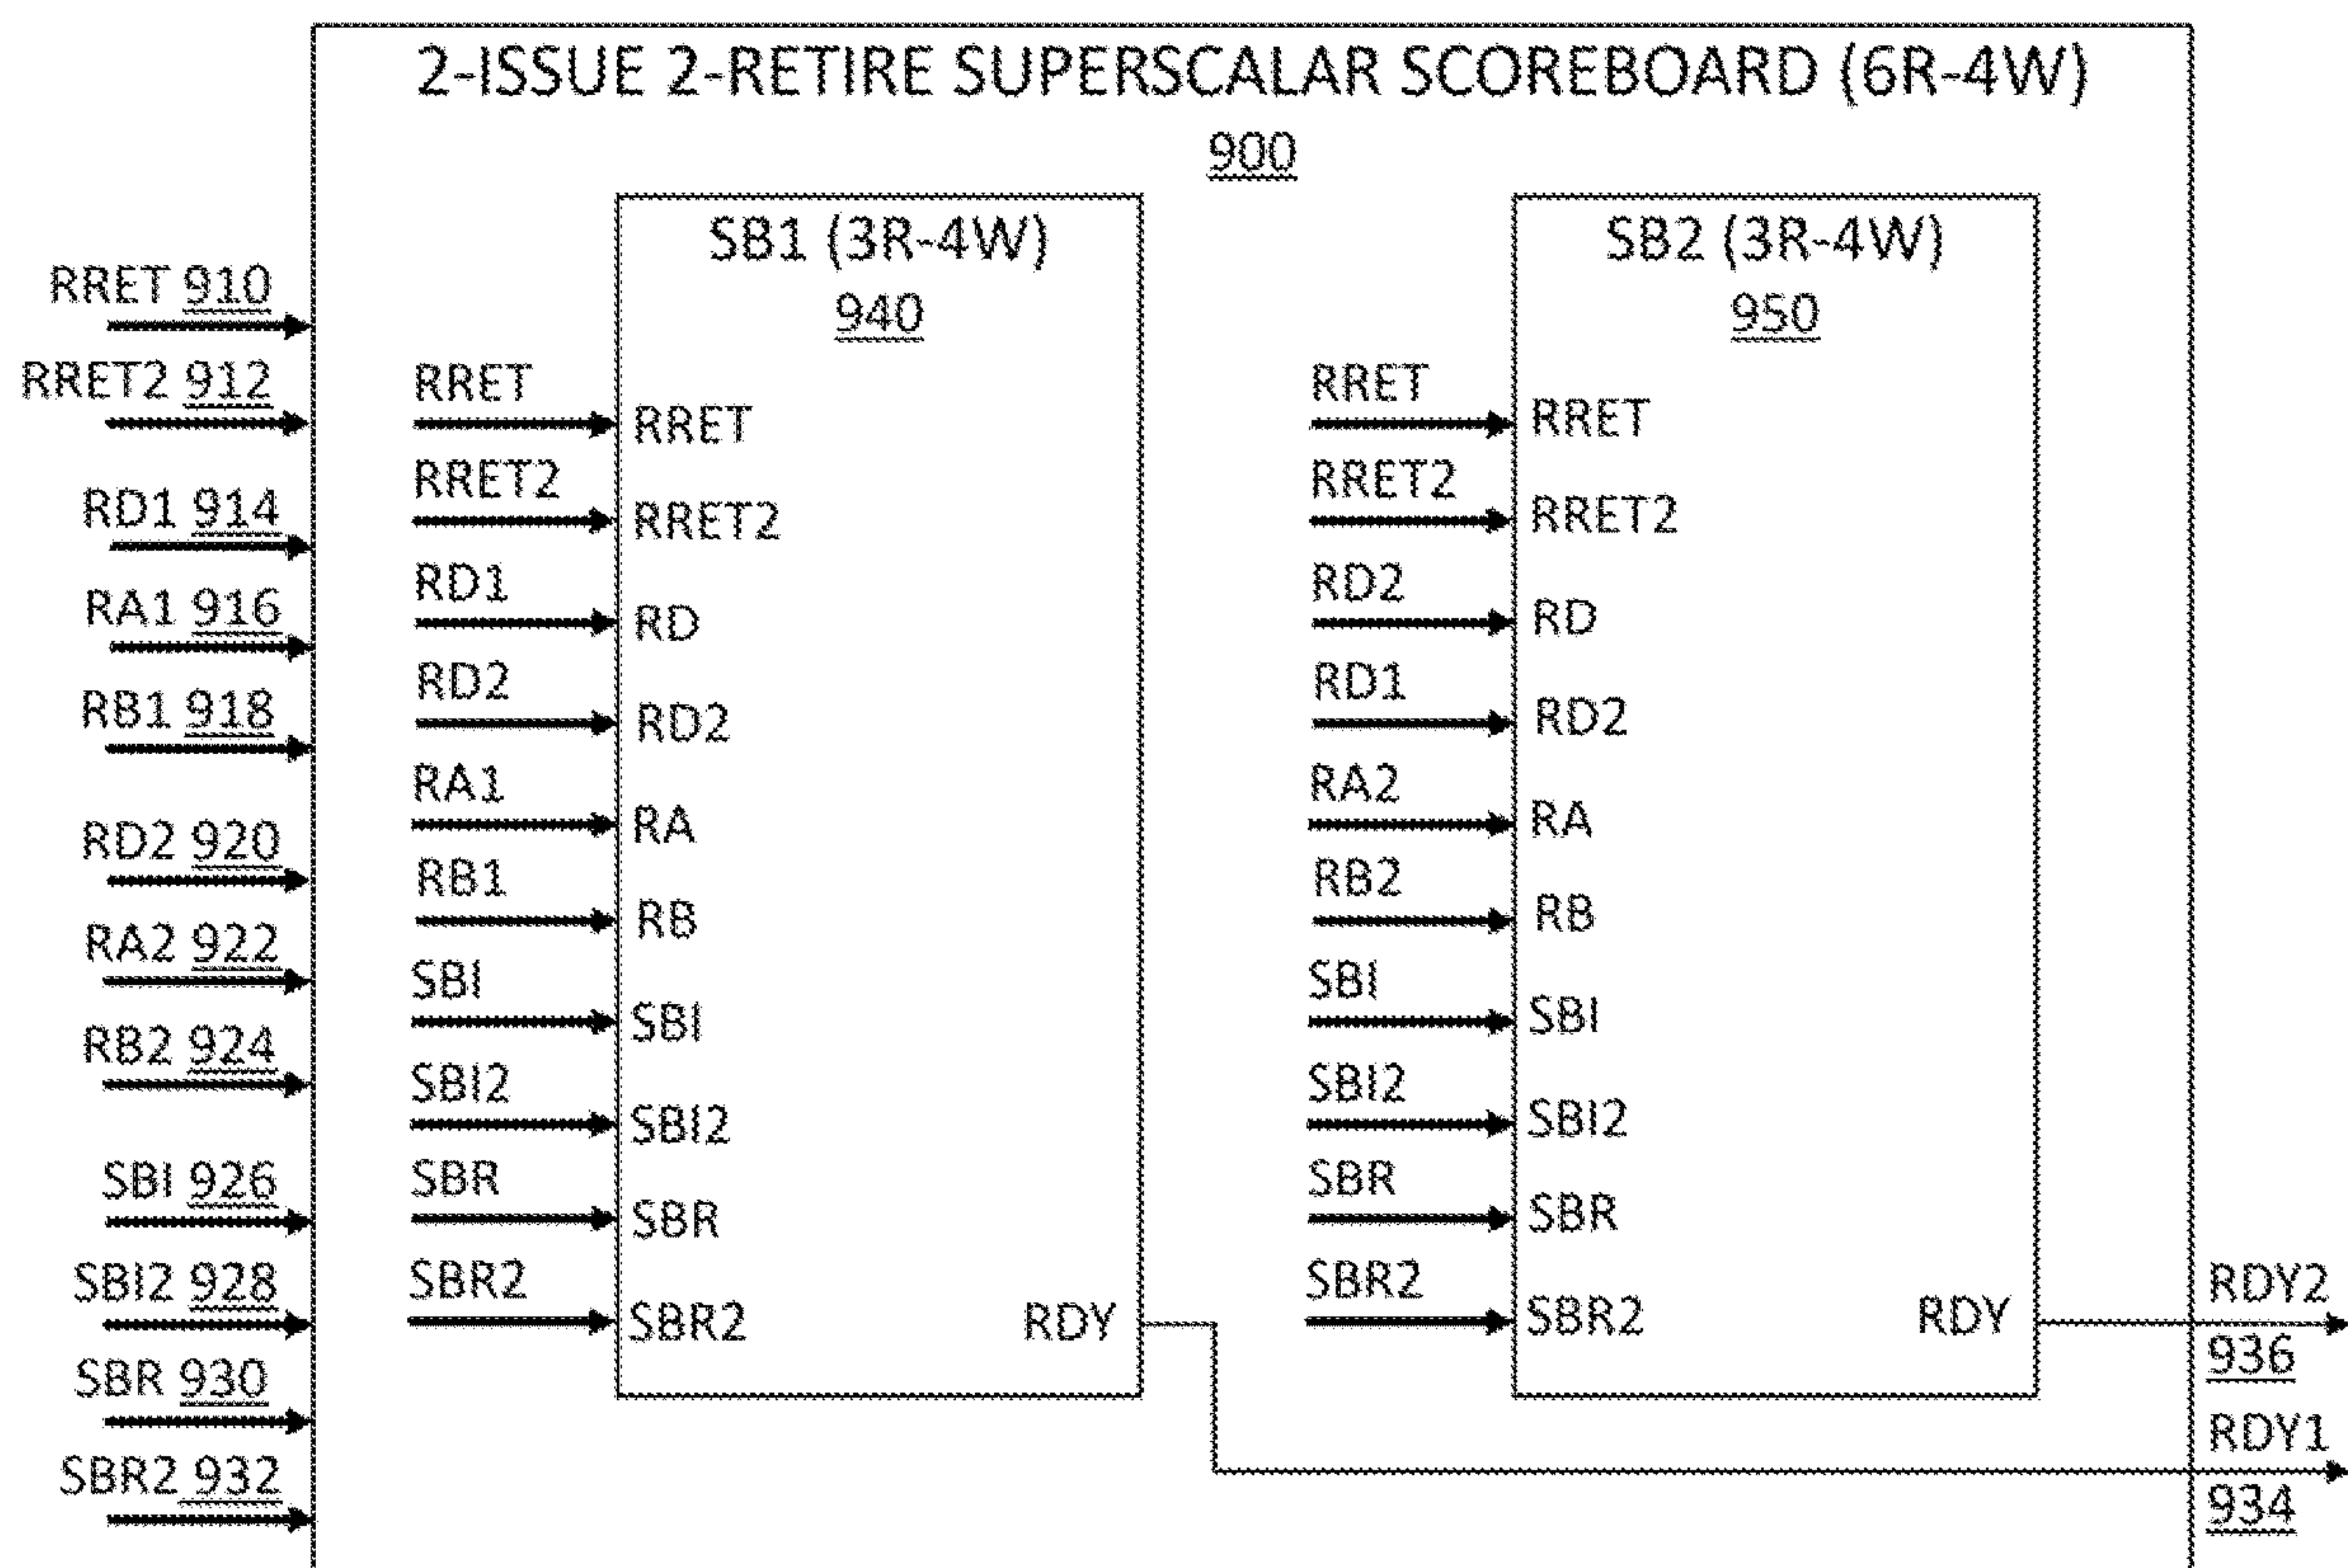 2-ISSUE 2-RETIRE SUPERSCALAR SCOREBOARD (6R-4W)
900
RRET 910
RRET2 912
RD1 914
RA1 916
RB1 918
RD2 920
RA2 922
RB2 924
SBI 926
SBI2 928
SBR 930
SBR2 932
SB1 (3R-4W)
940
RRET
RRET
RRET2
RRET2
RD1
RD
RD2
RD2
RA1
RA
RB1
RB
SBI
SBI
SBI2
SBI2
SBR
SBR
SBR2
SBR2
RDY
SB2 (3R-4W)
950
RRET
RRET
RRET2
RRET2
RD2
RD
RD1
RD2
RA2
RA
RB2
RB
SBI
SBI
SBI2
SBI2
SBR
SBR
SBR2
SBR2
RDY
RDY2
936
RDY1
934